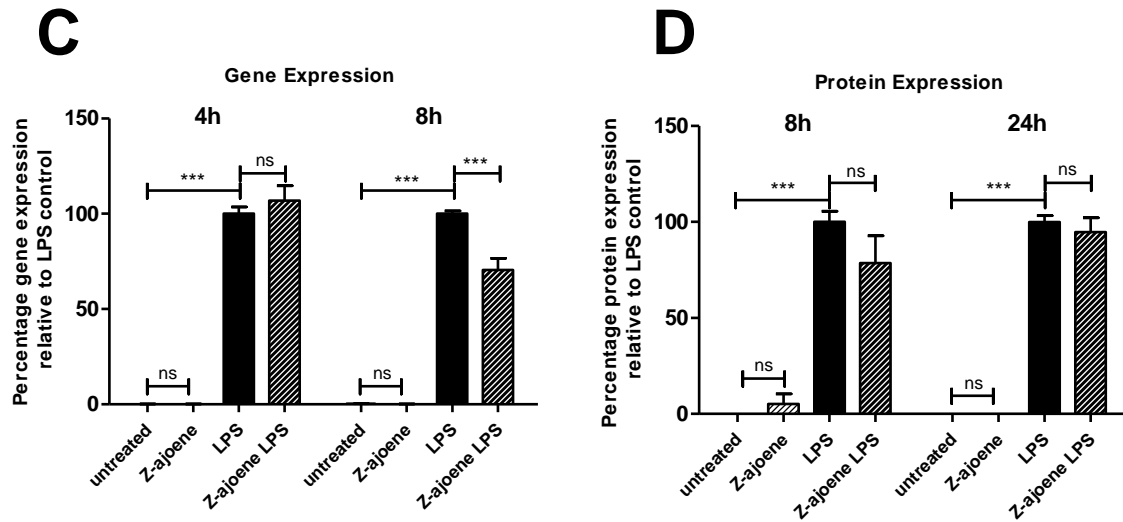 C
Gene Expression
Percentage gene expression
relative to LPS control
150
100
50
0
4h
8h
***
ns
***
***
ns
ns
untreated
Z-ajoene
LPS
Z-ajoene LPS
untreated
Z-ajoene
LPS
Z-ajoene LPS
D
Protein Expression
Percentage protein expression
relative to LPS control
150
100
50
0
8h
24h
***
ns
***
ns
ns
ns
untreated
Z-ajoene
LPS
Z-ajoene LPS
untreated
Z-ajoene
LPS
Z-ajoene LPS